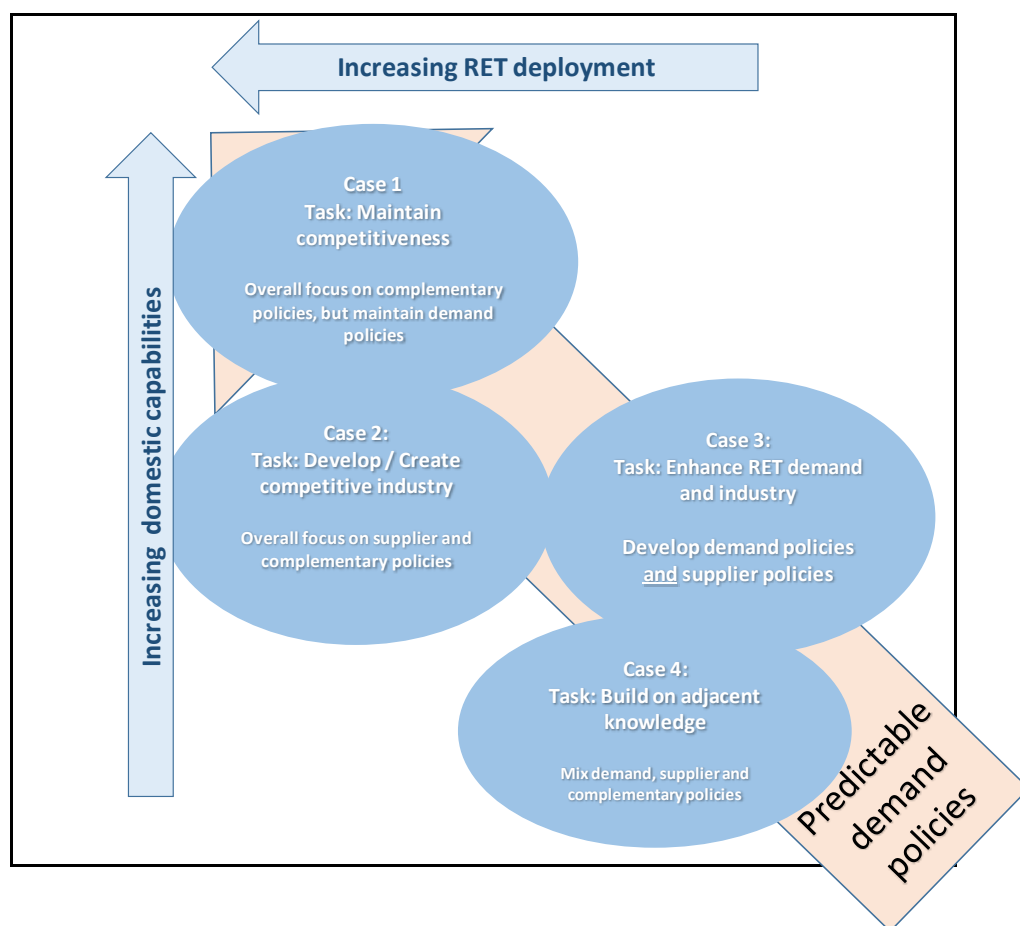 Increasing RET deployment
Increasing domestic capabilities
Case 1
Task: Maintain
competitiveness
Overall focus on complementary
policies, but maintain demand
policies
Case 2:
Task: Develop / Create
competitive industry
Overall focus on supplier and
complementary policies
Case 3:
Task: Enhance RET demand
and industry
Develop demand policies
and supplier policies
Case 4:
Task: Build on adjacent
knowledge
Mix demand, supplier and
complementary policies
Predictable
demand
policies